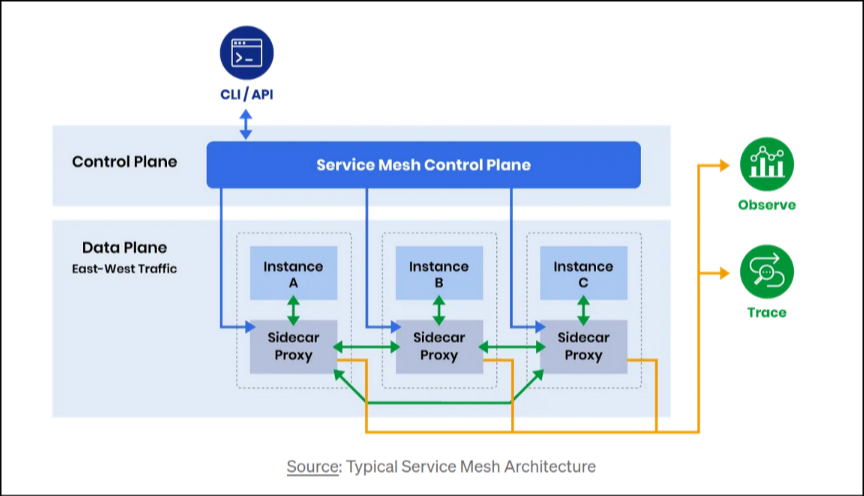 CLI / API
Control Plane
Service Mesh Control Plane
Observe
Data Plane
East-West Traffic
Instance
A
Instance
B
Instance
C
Trace
Sidecar
Proxy
Sidecar
Proxy
Sidecar
Proxy
Source: Typical Service Mesh Architecture